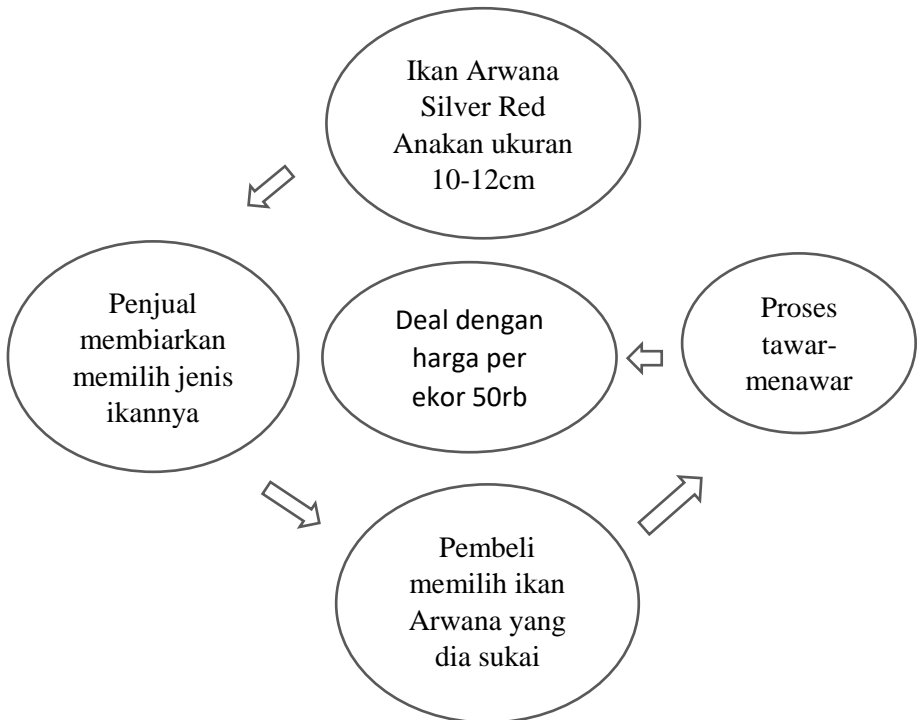 Ikan Arwana
Silver Red
Anakan ukuran
10-12cm
Penjual
membiarkan
memilih jenis
ikannya
Pembeli
memilih ikan
Arwana yang
dia sukai
Proses
tawar-
menawar
Deal dengan
harga per
ekor 50rb